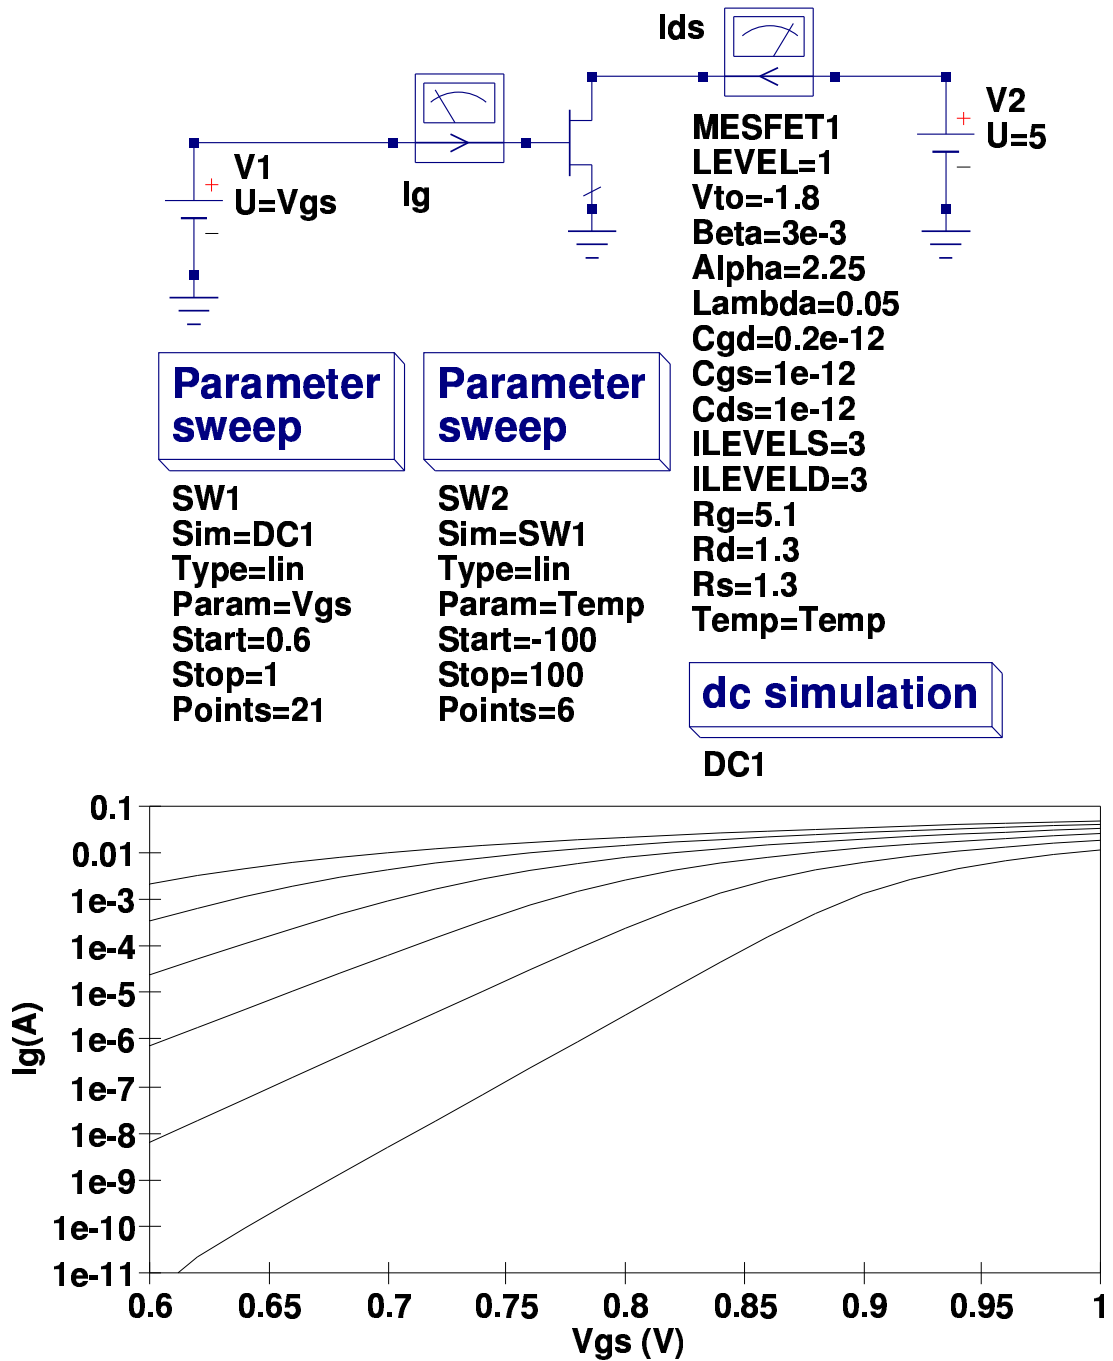 Ids
Ig
V1
U=Vgs
V2
U=5
MESFET1
LEVEL=1
Vto=-1.8
Beta=3e-3
Alpha=2.25
Lambda=0.05
Cgd=0.2e-12
Cgs=1e-12
Cds=1e-12
ILEVELS=3
ILEVELD=3
Rg=5.1
Rd=1.3
Rs=1.3
Temp=Temp
Parameter
sweep
SW1
Sim=DC1
Type=lin
Param=Vgs
Start=0.6
Stop=1
Points=21
Parameter
sweep
SW2
Sim=SW1
Type=lin
Param=Temp
Start=-100
Stop=100
Points=6
dc simulation
DC1
0.1
0.01
1e-3
1e-4
1e-5
1e-6
1e-7
1e-8
1e-9
1e-10
1e-11
Ig(A)
0.6 0.65 0.7 0.75 0.8 0.85 0.9 0.95 1
Vgs (V)